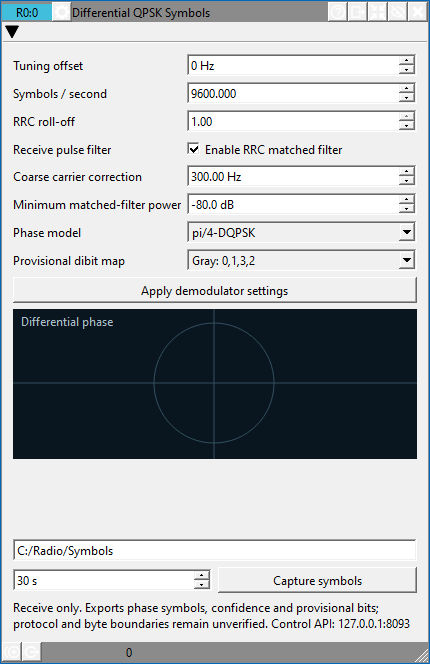 R0:0 Differential QPSK Symbols
Tuning offset 0 Hz
Symbols / second 9600.000
RRC roll-off 1.00
Receive pulse filter Enable RRC matched filter
Coarse carrier correction 300.00 Hz
Minimum matched-filter power -80.0 dB
Phase model pi/4-DQPSK
Provisional dibit map Gray: 0,1,3,2
Apply demodulator settings
Differential phase
C:/Radio/Symbols
30 s Capture symbols
Receive only. Exports phase symbols, confidence and provisional bits;
protocol and byte boundaries remain unverified. Control API: 127.0.0.1:8093
0